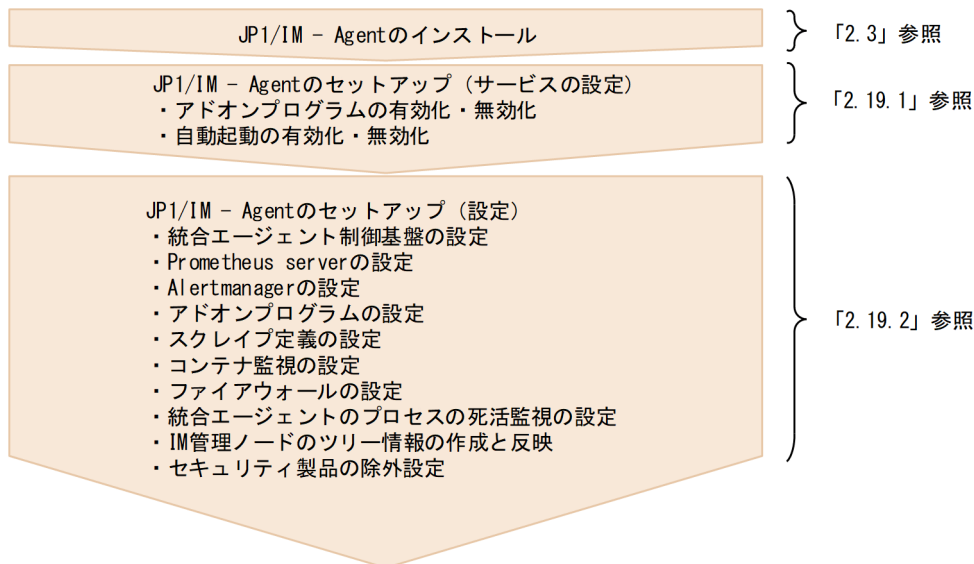 JP1/IM − Agentのインストール
「2.3」参照
JP1/IM − Agentのセットアップ（サービスの設定）
・アドオンプログラムの有効化・無効化
・自動起動の有効化・無効化
「2.19.1」参照
JP1/IM − Agentのセットアップ（設定）
・統合エージェント制御基盤の設定
・Prometheus serverの設定
・Alertmanagerの設定
・アドオンプログラムの設定
・スクレイプ定義の設定
・コンテナ監視の設定
・ファイアウォールの設定
・統合エージェントのプロセスの死活監視の設定
・IM管理ノードのツリー情報の作成と反映
・セキュリティ製品の除外設定
「2.19.2」参照